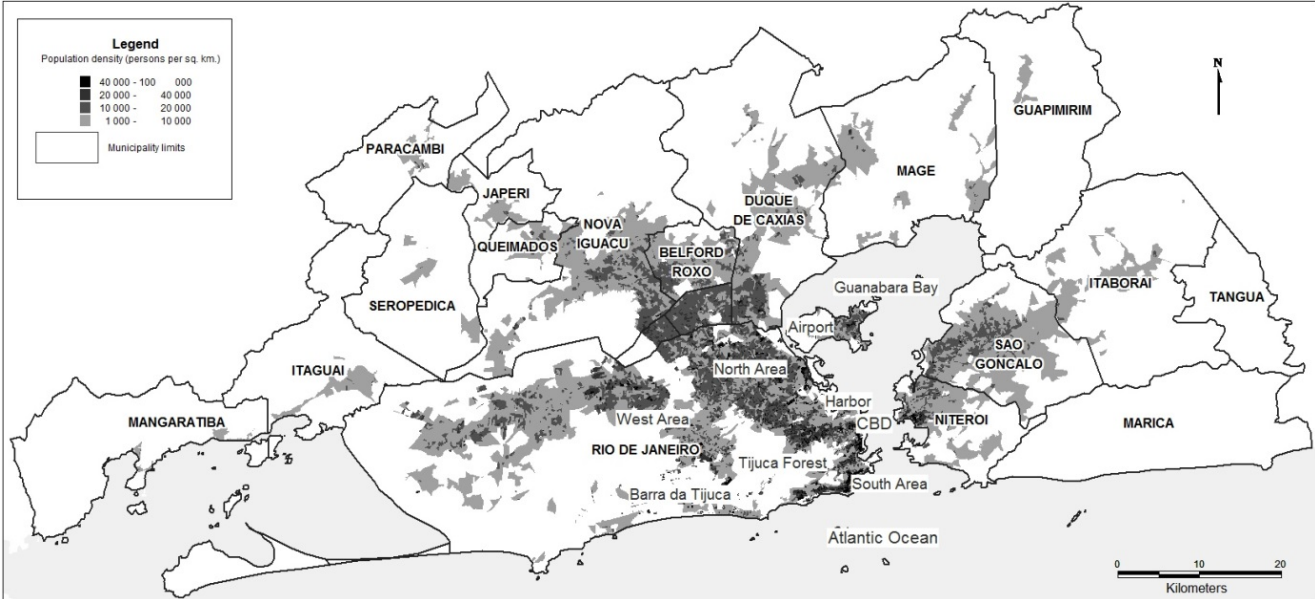 Legend
Population density (persons per sq. km.)
40 000 - 100 000
20 000 - 40 000
10 000 - 20 000
1 000 - 10 000
Municipality limits
N
GUAPIMIRIM
PARACAMBI
MAGE
JAPERI
DUQUE
DE CAXIAS
NOVA
IGUACU
QUEIMADOS
BELFORD
ROXO
Guanabara Bay
ITABORAI
SEROPEDICA
TANGUA
Airport
SAO
GONCALO
ITAGUAI
North Area
Harbor
MANGARATIBA
West Area
CBD
NITEROI
MARICA
RIO DE JANEIRO
Tijuca Forest
South Area
Barra da Tijuca
Atlantic Ocean
0 10 20
Kilometers